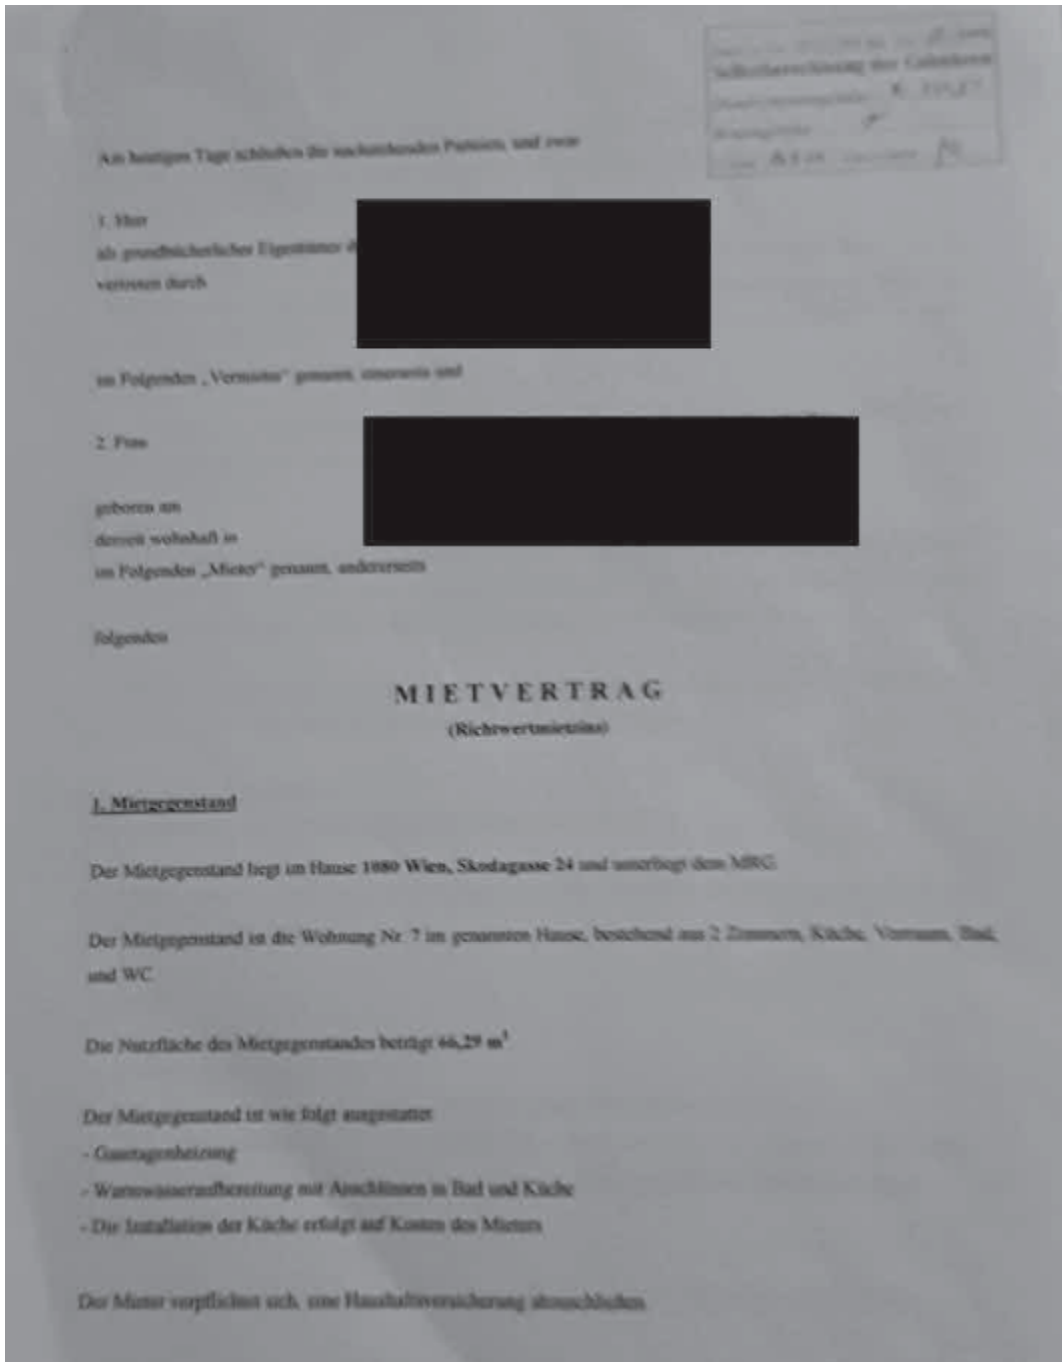 Selbstberechnung der Gebühren
Am heutigen Tage schließen die nachstehenden Parteien, und zwar
1. Herr
als grundbücherlicher Eigentümer
vertreten durch
im Folgenden „Vermieter“ genannt, einerseits und
2. Frau
geboren am
derzeit wohnhaft in
im Folgenden „Mieter“ genannt, andererseits
folgenden
MIETVERTRAG
(Richtwertmietzins)
1. Mietgegenstand
Der Mietgegenstand liegt im Hause 1080 Wien, Skodagasse 24 und unterliegt dem MRG.
Der Mietgegenstand ist die Wohnung Nr. 7 im genannten Hause, bestehend aus 2 Zimmern, Küche, Vorraum, Bad,
und WC.
Die Nutzfläche des Mietgegenstandes beträgt 66,29 m²
Der Mietgegenstand ist wie folgt ausgestattet
- Gasetagenheizung
- Warmwasseraufbereitung mit Anschlüssen in Bad und Küche
- Die Installation der Küche erfolgt auf Kosten des Mieters
Der Mieter verpflichtet sich, eine Haushaltsversicherung abzuschließen.